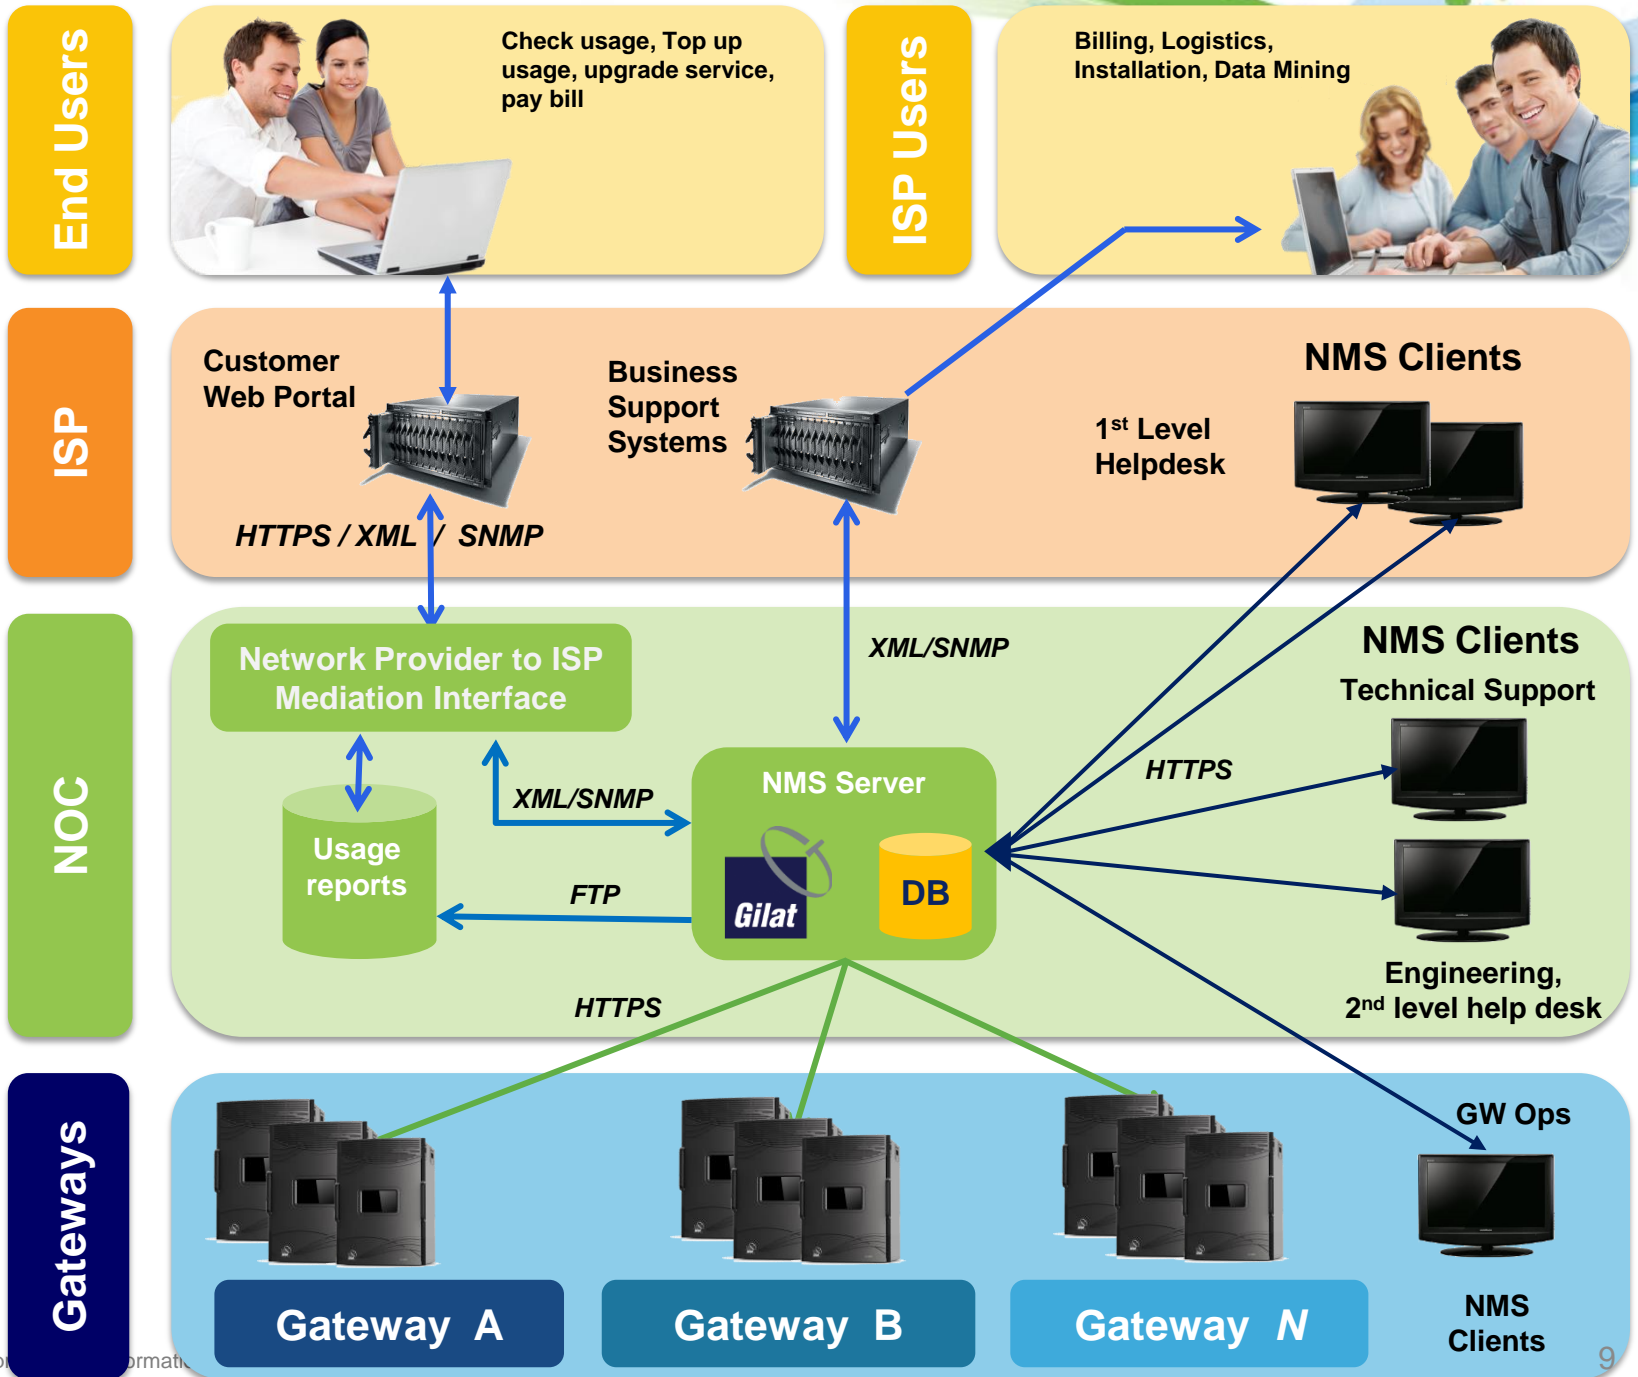 End Users
Check usage, Top up
usage, upgrade service,
pay bill
ISP Users
Billing, Logistics,
Installation, Data Mining
ISP
Customer
Web Portal
Business
Support
Systems
NMS Clients
1st Level
Helpdesk
HTTPS / XML / SNMP
NOC
Network Provider to ISP
Mediation Interface
XML/SNMP
NMS Clients
Technical Support
NMS Server
HTTPS
XML/SNMP
Usage
reports
FTP
Gilat
DB
Engineering,
2nd level help desk
HTTPS
Gateways
GW Ops
Gateway A
Gateway B
Gateway N
NMS
Clients
9